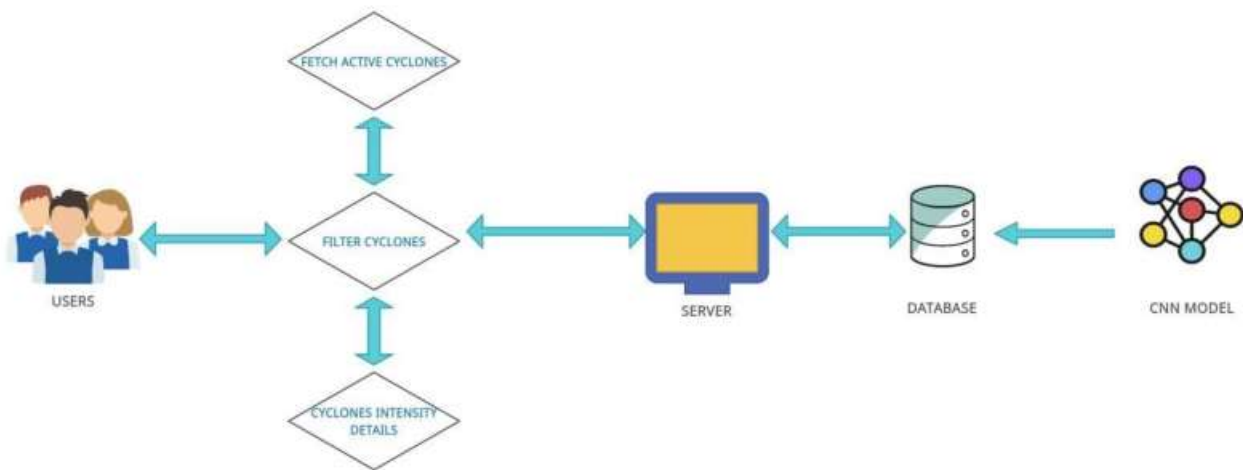 FETCH ACTIVE CYCLONES
USERS
FILTER CYCLONES
SERVER
DATABASE
CNN MODEL
CYCLONES INTENSITY
DETAILS